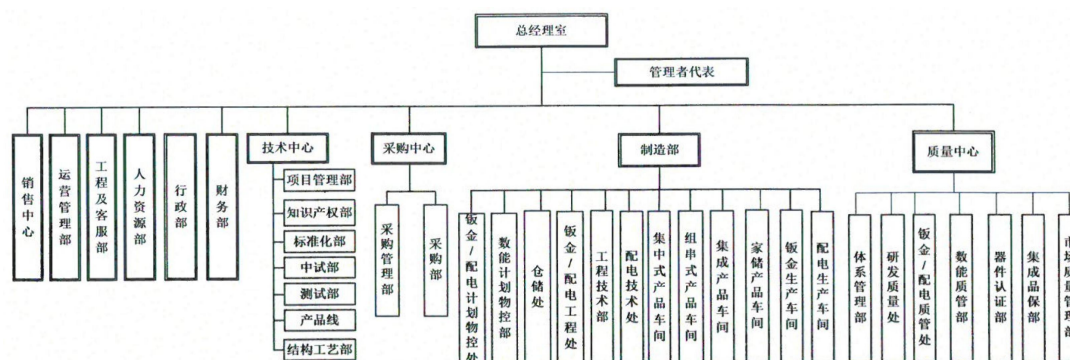 总经理室
管理者代表
销售中心
运营管理部
工程及客服部
人力资源部
行政部
财务部
技术中心
采购中心
制造部
质量中心
项目管理部
知识产权部
标准化部
中试部
测试部
产品线
结构工艺部
采购管理部
采购部
钣金/配电计划物控处
数能计划物控部
仓储处
钣金/配电工程处
工程技术部
配电技术处
集中式产品车间
组串式产品车间
集成产品车间
家储产品车间
钣金生产车间
配电生产车间
体系管理部
研发质量处
钣金/配电质管处
数能质管部
器件认证部
集成品保部
市场质量管理部